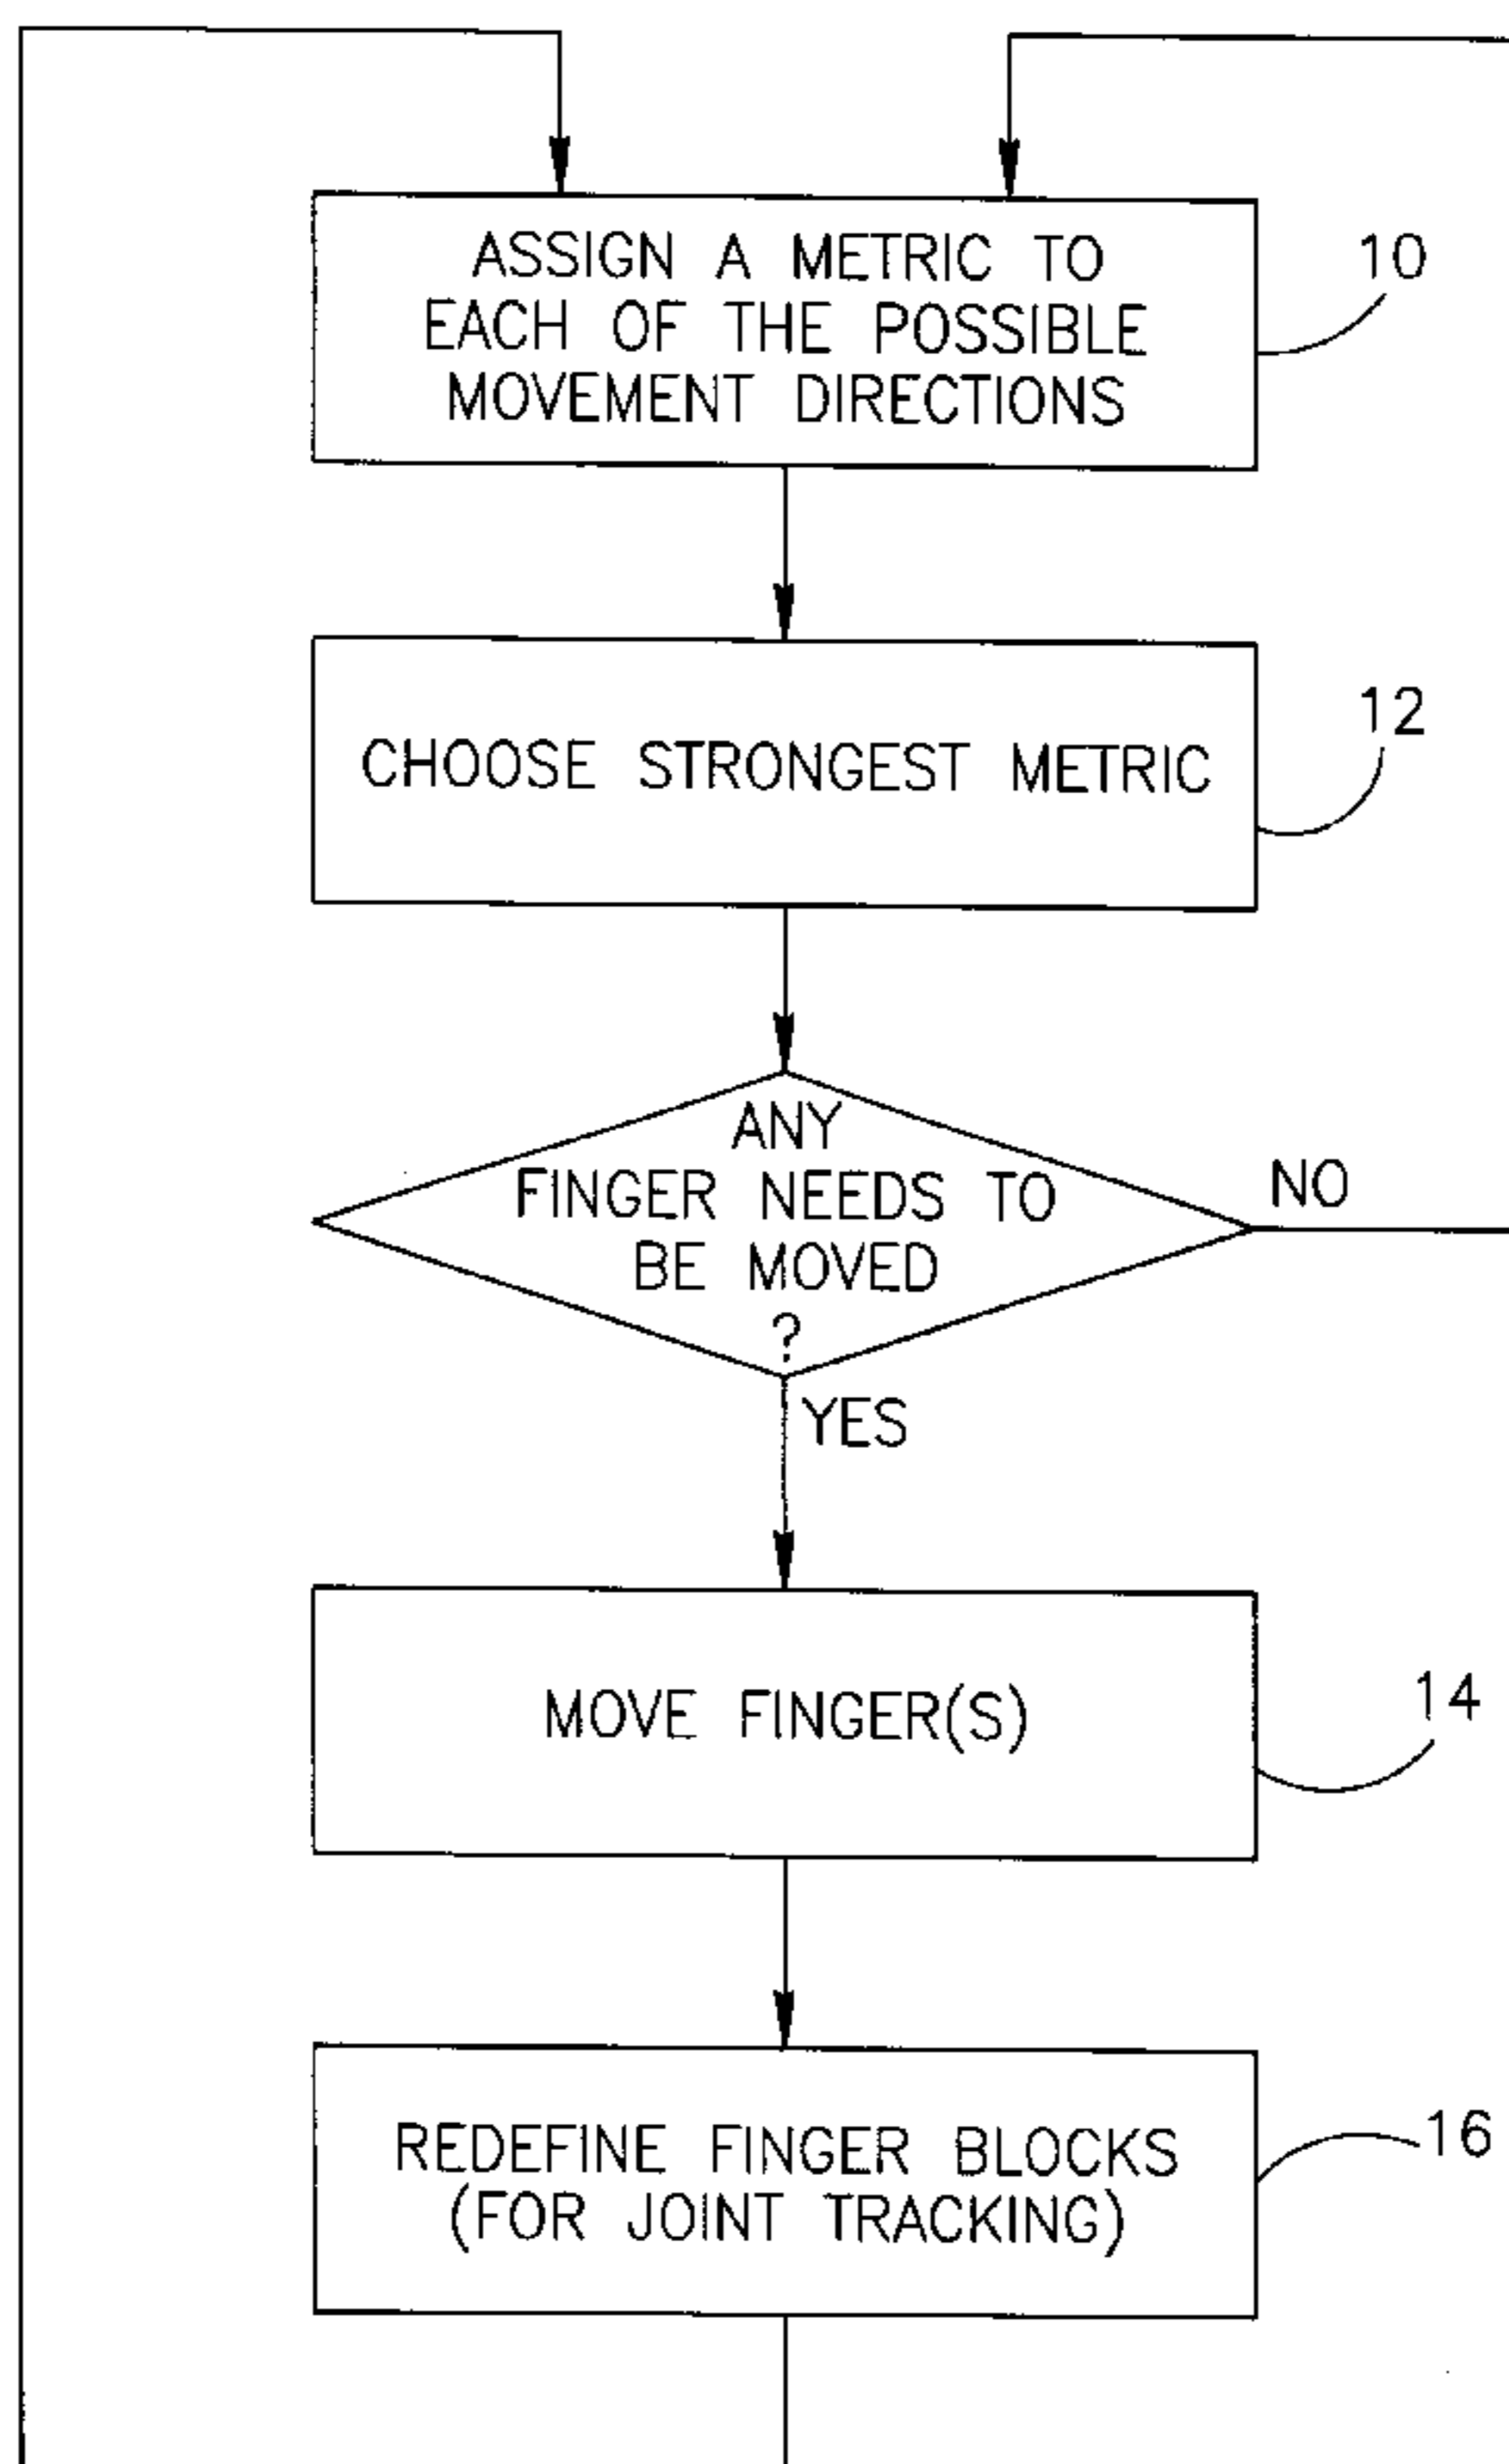 ASSIGN A METRIC TO
EACH OF THE POSSIBLE
MOVEMENT DIRECTIONS
10
CHOOSE STRONGEST METRIC
12
ANY
FINGER NEEDS TO
BE MOVED
?
NO
YES
MOVE FINGER(S)
14
REDEFINE FINGER BLOCKS
(FOR JOINT TRACKING)
16